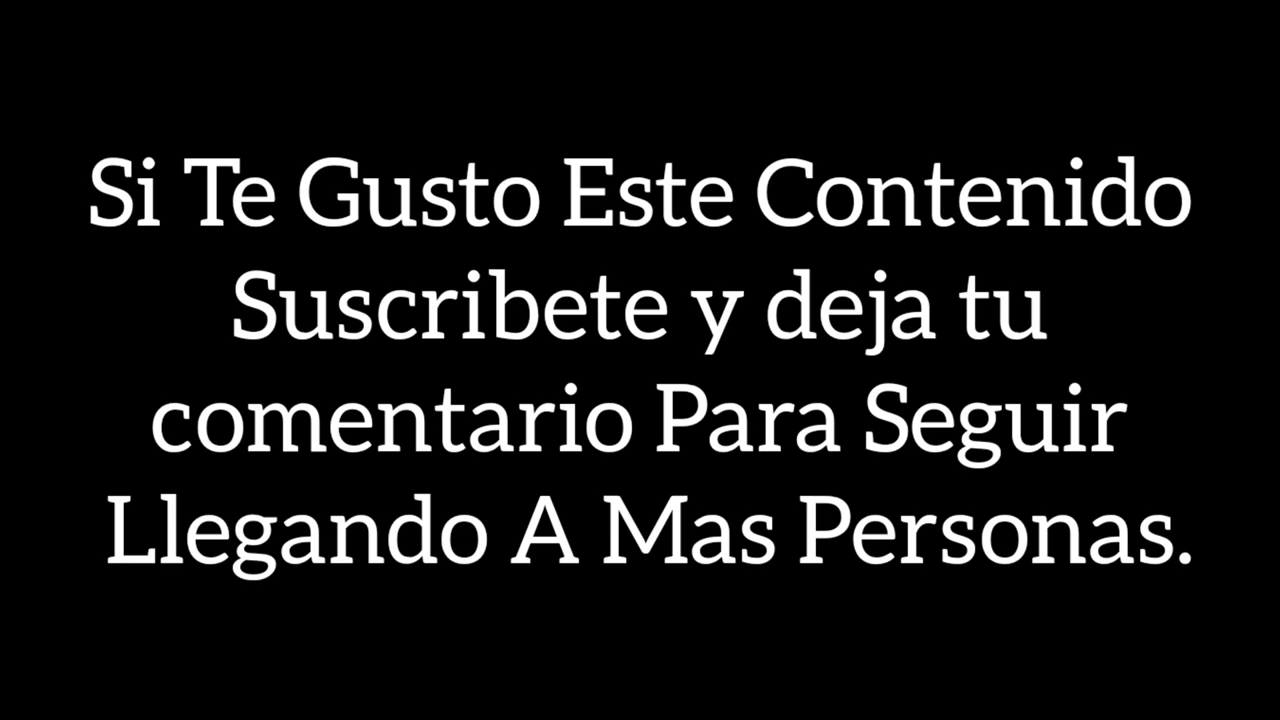 Si Te Gusto Este Contenido
Suscribete y deja tu
comentario Para Seguir
Llegando A Mas Personas.